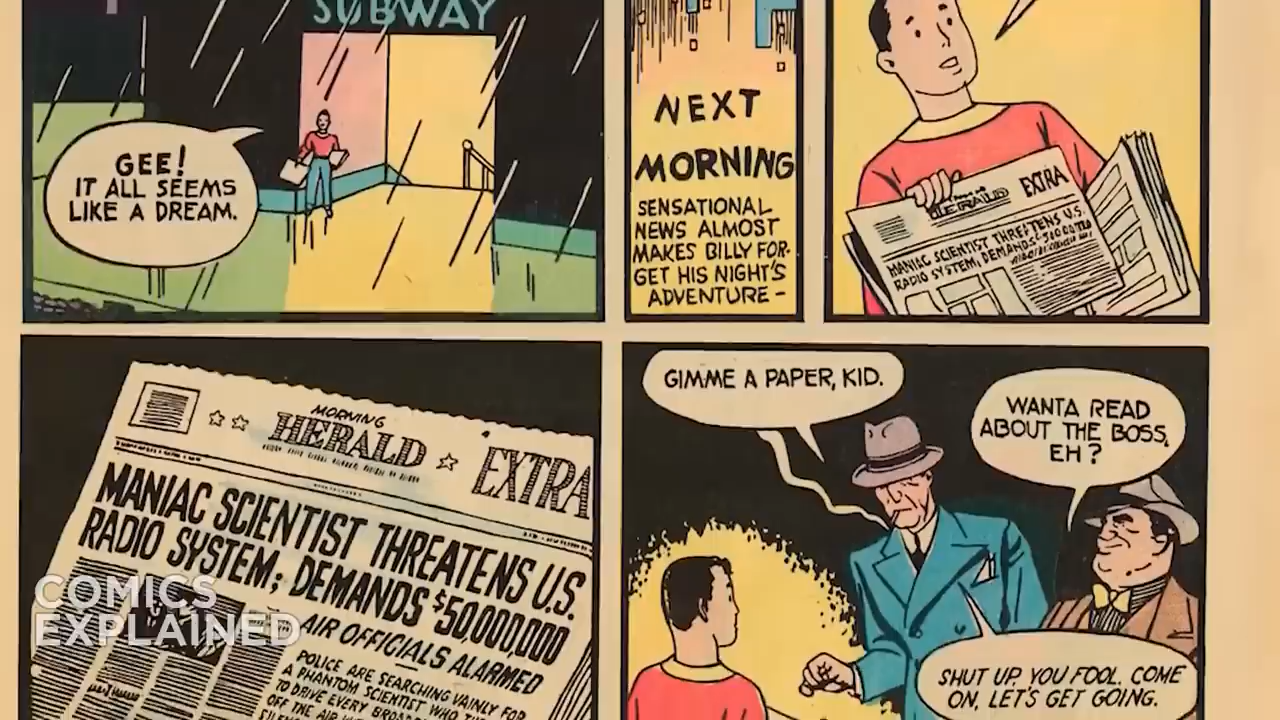 SUBWAY
GEE!
IT ALL SEEMS
LIKE A DREAM.
NEXT
MORNING
SENSATIONAL
NEWS ALMOST
MAKES BILLY FOR-
GET HIS NIGHT'S
ADVENTURE -
HERALD
EXTRA
MANIAC SCIENTIST THREATENS U.S.
RADIO SYSTEM, DEMANDS $50,000,000
MORNING
HERALD
EXTRA
MANIAC SCIENTIST THREATENS U.S.
RADIO SYSTEM; DEMANDS $50,000,000
AIR OFFICIALS ALARMED
POLICE ARE SEARCHING VAINLY FOR
A PHANTOM SCIENTIST WHO
TO DRIVE EVERY
OFF THE AIR
COMICS
EXPLAINED
GIMME A PAPER, KID.
WANTA READ
ABOUT THE BOSS,
EH?
SHUT UP, YOU FOOL. COME
ON, LET'S GET GOING.